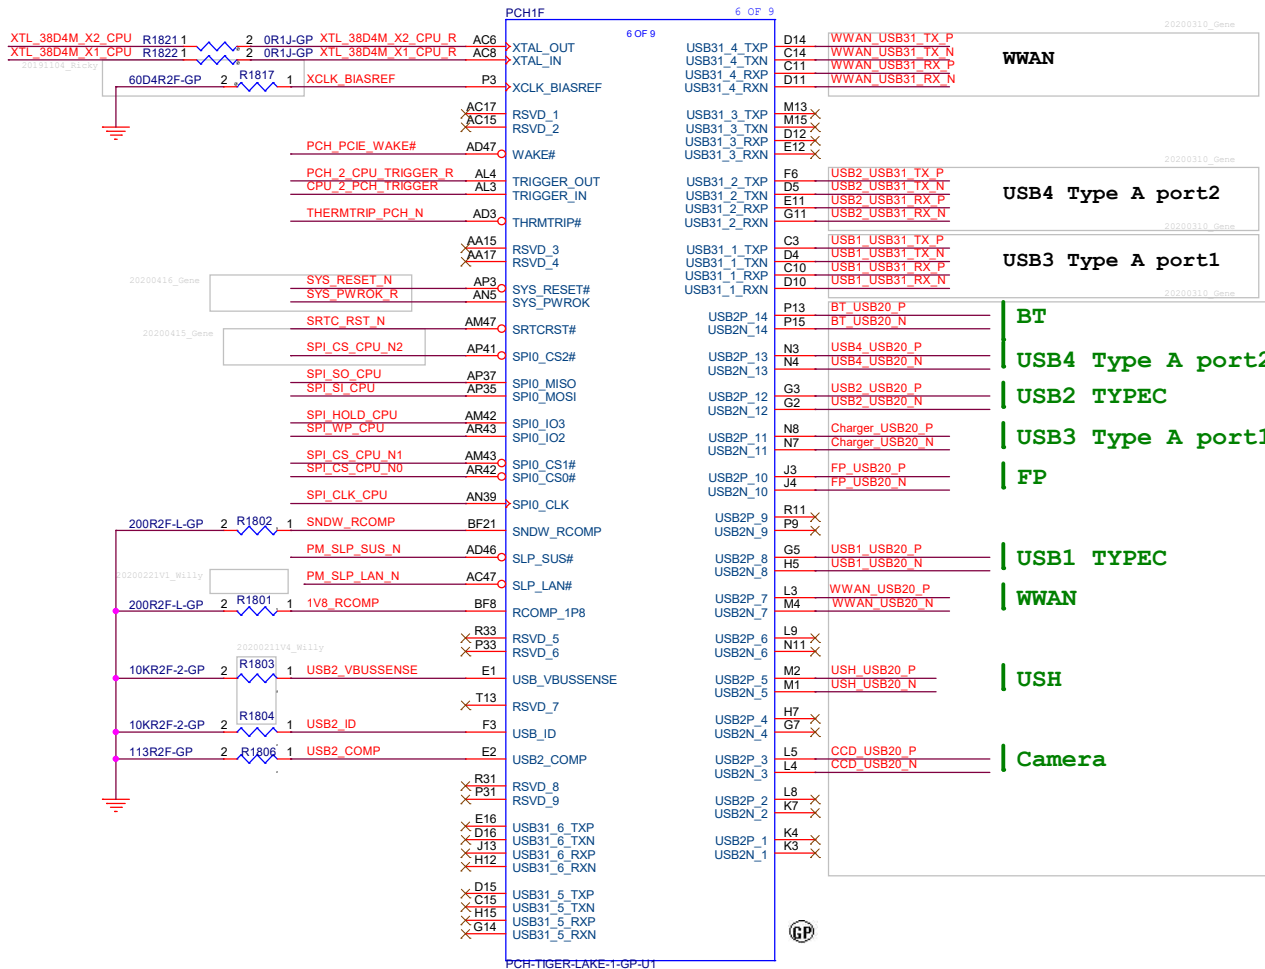 PCH1F
6 OF 9
6 OF 9
20200310_Gene
XTL_38D4M_X2_CPU R1821 1 2 0R1J-GP XTL_38D4M_X2_CPU_R AC6 XTAL_OUT
XTL_38D4M_X1_CPU R1822 1 2 0R1J-GP XTL_38D4M_X1_CPU_R AC8 XTAL_IN
20191104_Ricky
60D4R2F-GP 2 R1817 1 XCLK_BIASREF P3 XCLK_BIASREF
AC17 RSVD_1
AC15 RSVD_2
PCH_PCIE_WAKE# AD47 WAKE#
PCH_2_CPU_TRIGGER_R AL4 TRIGGER_OUT
CPU_2_PCH_TRIGGER AL3 TRIGGER_IN
THERMTRIP_PCH_N AD3 THRMTRIP#
AA15 RSVD_3
AA17 RSVD_4
20200416_Gene
SYS_RESET_N AP3 SYS_RESET#
SYS_PWROK_R AN5 SYS_PWROK
20200415_Gene
SRTC_RST_N AM47 SRTCRST#
SPI_CS_CPU_N2 AP41 SPI0_CS2#
SPI_SO_CPU AP37 SPI0_MISO
SPI_SI_CPU AP35 SPI0_MOSI
SPI_HOLD_CPU AM42 SPI0_IO3
SPI_WP_CPU AR43 SPI0_IO2
SPI_CS_CPU_N1 AM43 SPI0_CS1#
SPI_CS_CPU_N0 AR42 SPI0_CS0#
SPI_CLK_CPU AN39 SPI0_CLK
200R2F-L-GP 2 R1802 1 SNDW_RCOMP BF21 SNDW_RCOMP
PM_SLP_SUS_N AD46 SLP_SUS#
20200221V1_Willy
PM_SLP_LAN_N AC47 SLP_LAN#
200R2F-L-GP 2 R1801 1 1V8_RCOMP BF8 RCOMP_1P8
R33 RSVD_5
P33 RSVD_6
20200211V4_Willy
10KR2F-2-GP 2 R1803 1 USB2_VBUSSENSE E1 USB_VBUSSENSE
T13 RSVD_7
10KR2F-2-GP 2 R1804 1 USB2_ID F3 USB_ID
113R2F-GP 2 R1806 1 USB2_COMP E2 USB2_COMP
R31 RSVD_8
P31 RSVD_9
E16 USB31_6_TXP
D16 USB31_6_TXN
J13 USB31_6_RXP
H12 USB31_6_RXN
D15 USB31_5_TXP
C15 USB31_5_TXN
H15 USB31_5_RXP
G14 USB31_5_RXN
USB31_4_TXP D14 WWAN_USB31_TX_P
USB31_4_TXN C14 WWAN_USB31_TX_N
WWAN
USB31_4_RXP C11 WWAN_USB31_RX_P
USB31_4_RXN D11 WWAN_USB31_RX_N
USB31_3_TXP M13
USB31_3_TXN M15
USB31_3_RXP D12
USB31_3_RXN E12
20200310_Gene
USB31_2_TXP F6 USB2_USB31_TX_P
USB31_2_TXN D5 USB2_USB31_TX_N
USB4 Type A port2
USB31_2_RXP E11 USB2_USB31_RX_P
USB31_2_RXN G11 USB2_USB31_RX_N
20200310_Gene
USB31_1_TXP C3 USB1_USB31_TX_P
USB31_1_TXN D4 USB1_USB31_TX_N
USB3 Type A port1
USB31_1_RXP C10 USB1_USB31_RX_P
USB31_1_RXN D10 USB1_USB31_RX_N
20200310_Gene
USB2P_14 P13 BT_USB20_P
USB2N_14 P15 BT_USB20_N
BT
USB2P_13 N3 USB4_USB20_P
USB2N_13 N4 USB4_USB20_N
USB4 Type A port2
USB2P_12 G3 USB2_USB20_P
USB2N_12 G2 USB2_USB20_N
USB2 TYPEC
USB2P_11 N8 Charger_USB20_P
USB2N_11 N7 Charger_USB20_N
USB3 Type A port1
USB2P_10 J3 FP_USB20_P
USB2N_10 J4 FP_USB20_N
FP
USB2P_9 R11
USB2N_9 P9
USB2P_8 G5 USB1_USB20_P
USB2N_8 H5 USB1_USB20_N
USB1 TYPEC
USB2P_7 L3 WWAN_USB20_P
USB2N_7 M4 WWAN_USB20_N
WWAN
USB2P_6 L9
USB2N_6 N11
USB2P_5 M2 USH_USB20_P
USB2N_5 M1 USH_USB20_N
USH
USB2P_4 H7
USB2N_4 G7
USB2P_3 L5 CCD_USB20_P
USB2N_3 L4 CCD_USB20_N
Camera
USB2P_2 L8
USB2N_2 K7
USB2P_1 K4
USB2N_1 K3
GP
PCH-TIGER-LAKE-1-GP-U1